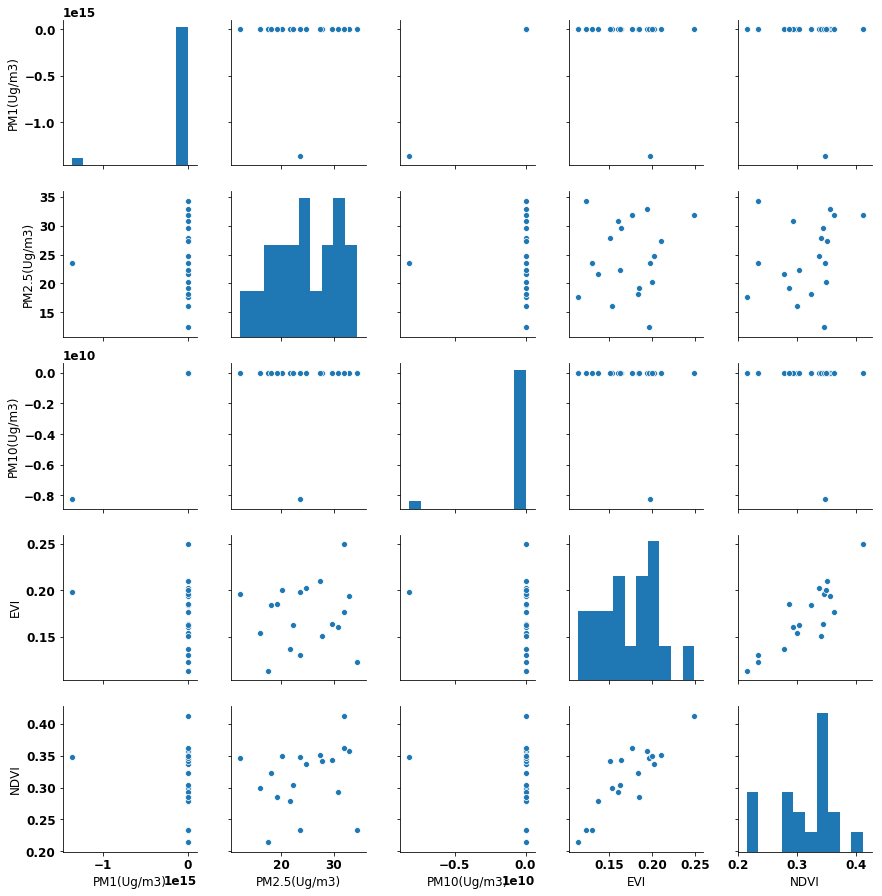 1e15
0.0
−0.5
−1.0
PM1(Ug/m3)
35
30
25
20
15
PM2.5(Ug/m3)
1e10
0.0
−0.2
−0.4
−0.6
−0.8
PM10(Ug/m3)
0.25
0.20
0.15
EVI
0.40
0.35
0.30
0.25
0.20
NDVI
−1 0
PM1(Ug/m3) 1e15
20 30
PM2.5(Ug/m3)
−0.5 0.0
PM10(Ug/m3) 1e10
0.15 0.20 0.25
EVI
0.2 0.3 0.4
NDVI